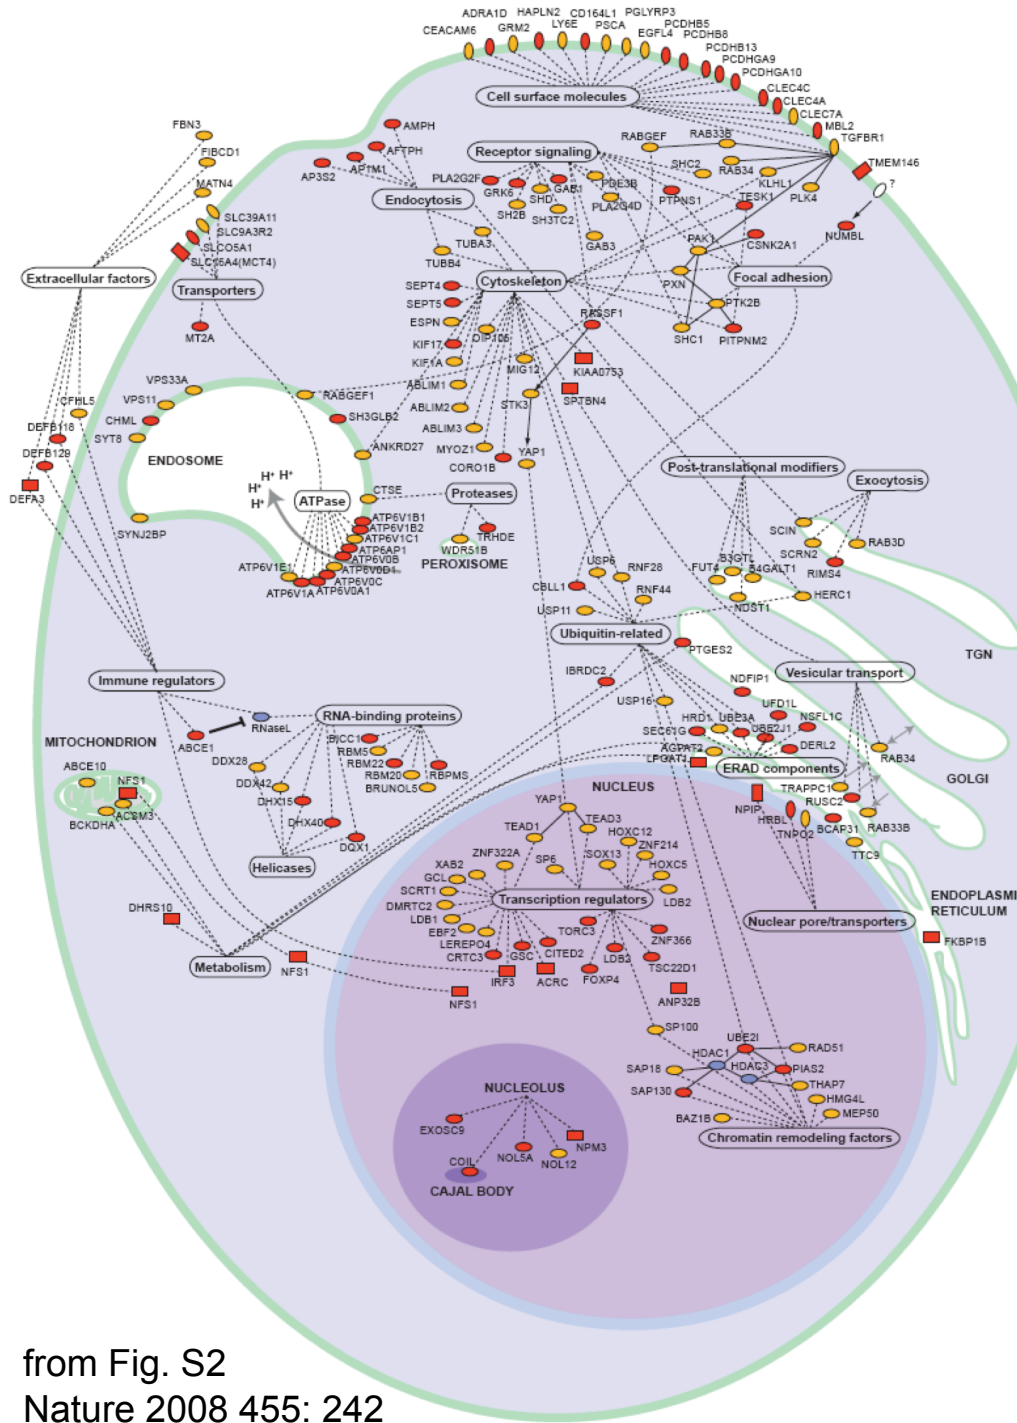 ADRA1D HAPLN2 CD164L1 PGLYRP3
CEACAM6 GRM2 LY6E PSCA EGFL4 PCDHB5
PCDHB8
PCDHB13
PCDHGA9
PCDHGA10
CLEC4C
CLEC4A
CLEC7A
MBL2
TGFBR1
TMEM146
?
NUMBL
Cell surface molecules
FBN3
FIBCD1
MATN4
SLC39A11
SLC9A3R2
SLCO5A1
SLC16A4(MCT4)
Extracellular factors
Transporters
MT2A
AMPH
AFTPH
AP1M1
AP3S2
Endocytosis
TUBA3
TUBB4
Receptor signaling
PLA2G2F
GRK6
SH2B
SHD
SH3TC2
GAB1
PDE3B
PLA2G4D
GAB3
RABGEF
RAB33B
SHC2
RAB34
PTPNS1
KLHL1
PLK4
TESK1
CSNK2A1
PAK1
PXN
Focal adhesion
PTK2B
SHC1
PITPNM2
Cytoskeleton
SEPT4
SEPT5
ESPN
KIF17
KIF1A
ABLIM1
ABLIM2
ABLIM3
MYOZ1
CORO1B
DIP106
MIG12
RASSF1
KIAA0753
SPTBN4
STK3
YAP1
VPS33A
VPS11
CFHL5
CHML
SYT8
DEFB118
DEFB129
DEFA3
SYNJ2BP
RABGEF1
SH3GLB2
ANKRD27
ENDOSOME
H+ H+
H+
H+
ATPase
CTSE
Proteases
WDR51B
TRHDE
PEROXISOME
ATP6V1B1
ATP6V1B2
ATP6V1C1
ATP6AP1
ATP6V0B
ATP6V0D1
ATP6V0C
ATP6V0A1
ATP6V1A
ATP6V1E1
Post-translational modifiers
Exocytosis
SCIN
SCRN2
RAB3D
RIMS4
B3GTL
FUT4
B4GALT1
NDST1
HERC1
USP6
RNF28
CBLL1
RNF44
USP11
Ubiquitin-related
PTGES2
IBRDC2
USP16
TGN
Vesicular transport
NDFIP1
UFD1L
HRD1 UBE3A
NSFL1C
SEC61G
UBE2J1
AGPAT2
DERL2
LPGAT1
ERAD components
RAB34
TRAPPC1
GOLGI
NPIP
RUSC2
HRBL
TNPO2
BCAP31
RAB33B
TTC9
Immune regulators
RNaseL
ABCE1
RNA-binding proteins
BICC1
RBM5
RBM22
RBM20
RBPMS
BRUNOL5
MITOCHONDRION
ABCE10
NFS1
ACSM3
BCKDHA
DDX28
DDX42
DHX15
DHX40
DQX1
Helicases
DHRS10
Metabolism
NFS1
NUCLEUS
YAP1
TEAD1
TEAD3
HOXC12
ZNF322A
XAB2
GCL
SP6
SOX13
ZNF214
HOXC5
LDB2
SCRT1
DMRTC2
LDB1
EBF2
LEREPO4
CRTC3
Transcription regulators
TORC3
ZNF366
GSC
CITED2
IRF3
ACRC
FOXP4
LDB3
TSC22D1
NFS1
ANP32B
SP100
Nuclear pore/transporters
ENDOPLASMI
RETICULUM
FKBP1B
UBE2I
HDAC1
HDAC3
RAD51
PIAS2
SAP18
SAP130
THAP7
HMG4L
MEP50
BAZ1B
Chromatin remodeling factors
NUCLEOLUS
EXOSC9
NPM3
NOL5A
NOL12
COIL
CAJAL BODY
from Fig. S2
Nature 2008 455: 242